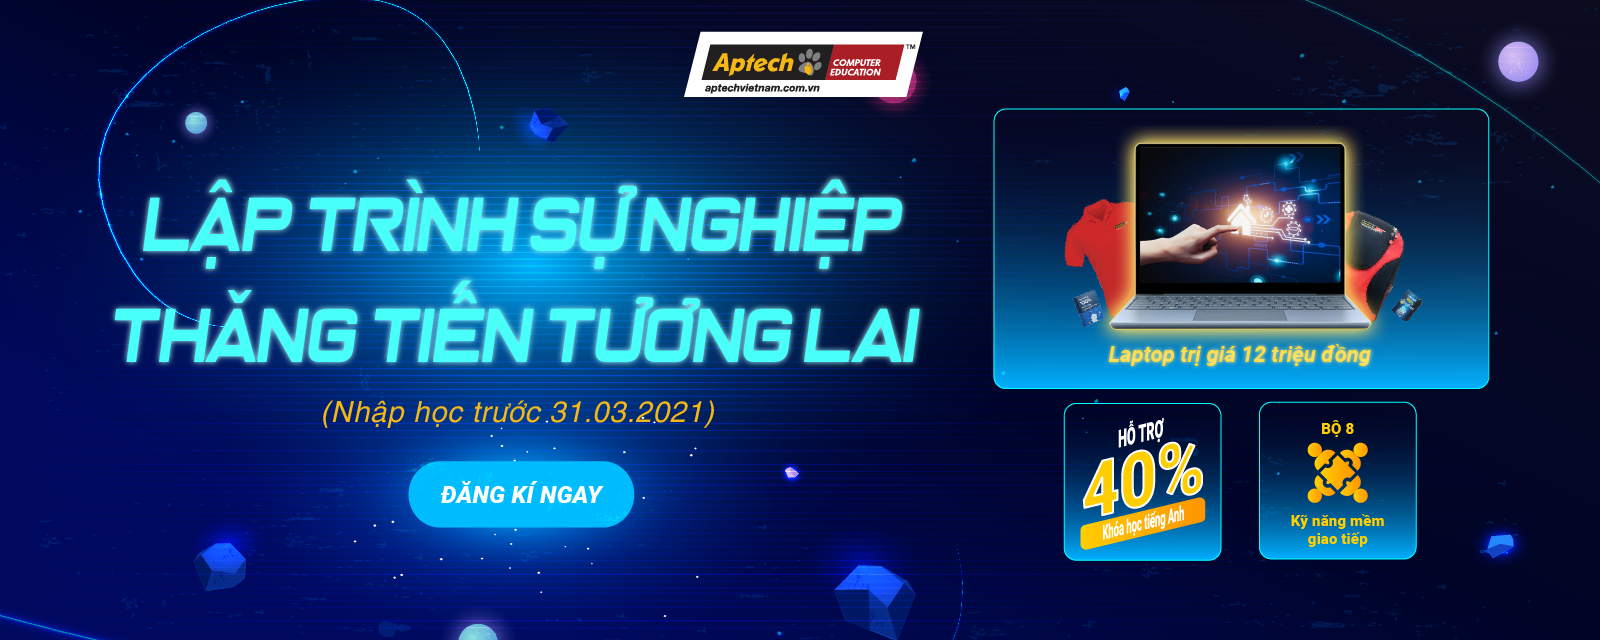 Aptech
COMPUTER
EDUCATION
TM
aptechvietnam.com.vn
LẬP TRÌNH SỰ NGHIỆP
THĂNG TIẾN TƯƠNG LAI
(Nhập học trước 31.03.2021)
ĐĂNG KÍ NGAY
Laptop trị giá 12 triệu đồng
HỖ TRỢ
40%
Khóa học tiếng Anh
BỘ 8
Kỹ năng mềm
giao tiếp